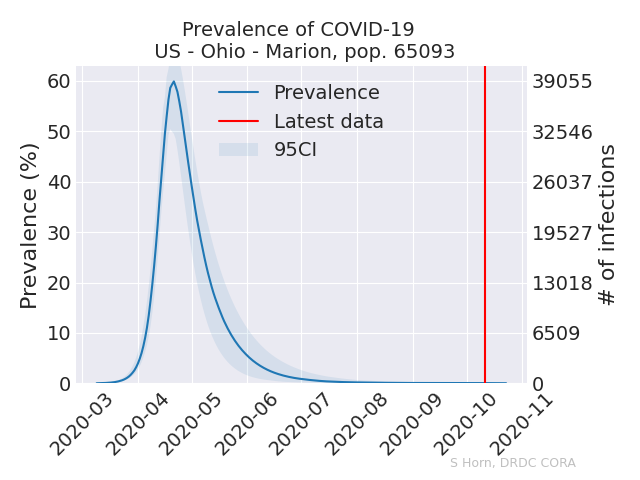 Prevalence of COVID-19
US - Ohio - Marion, pop. 65093
Prevalence (%)
60
50
40
30
20
10
0
Prevalence
Latest data
95CI
39055
32546
26037
19527
13018
6509
0
# of infections
2020-03
2020-04
2020-05
2020-06
2020-07
2020-08
2020-09
2020-10
2020-11
S Horn, DRDC CORA